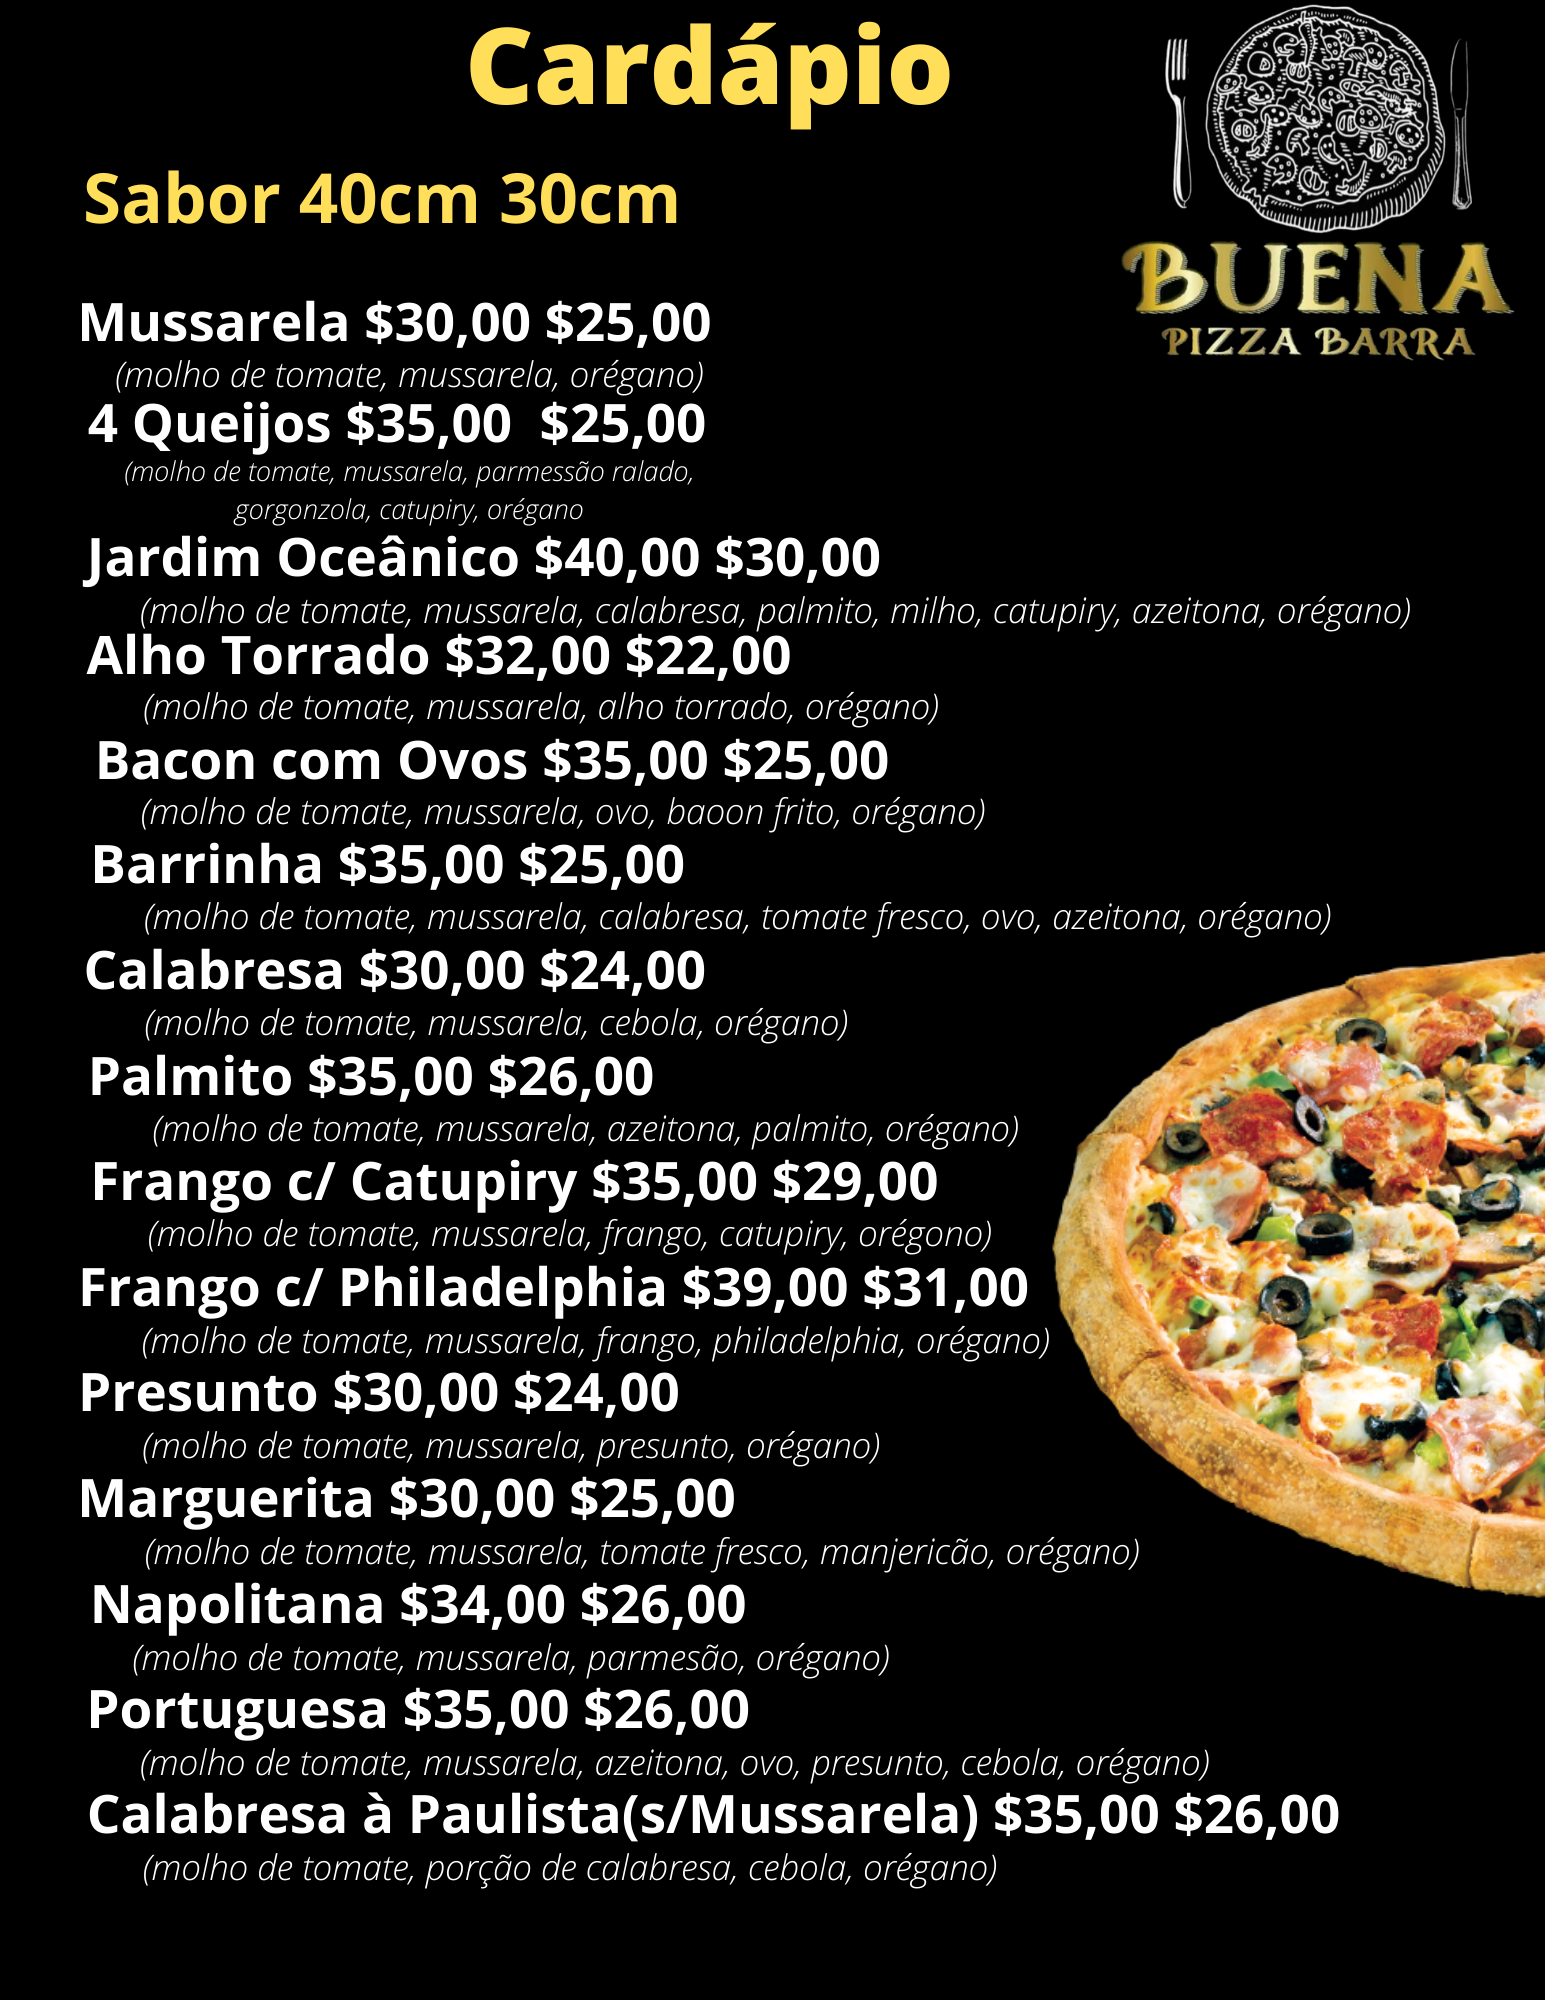 Cardápio
BUENA
PIZZA BARRA
Sabor 40cm 30cm
Mussarela $30,00 $25,00
(molho de tomate, mussarela, orégano)
4 Queijos $35,00 $25,00
(molho de tomate, mussarela, parmessão ralado,
gorgonzola, catupiry, orégano
Jardim Oceânico $40,00 $30,00
(molho de tomate, mussarela, calabresa, palmito, milho, catupiry, azeitona, orégano)
Alho Torrado $32,00 $22,00
(molho de tomate, mussarela, alho torrado, orégano)
Bacon com Ovos $35,00 $25,00
(molho de tomate, mussarela, ovo, baoon frito, orégano)
Barrinha $35,00 $25,00
(molho de tomate, mussarela, calabresa, tomate fresco, ovo, azeitona, orégano)
Calabresa $30,00 $24,00
(molho de tomate, mussarela, cebola, orégano)
Palmito $35,00 $26,00
(molho de tomate, mussarela, azeitona, palmito, orégano)
Frango c/ Catupiry $35,00 $29,00
(molho de tomate, mussarela, frango, catupiry, orégono)
Frango c/ Philadelphia $39,00 $31,00
(molho de tomate, mussarela, frango, philadelphia, orégano)
Presunto $30,00 $24,00
(molho de tomate, mussarela, presunto, orégano)
Marguerita $30,00 $25,00
(molho de tomate, mussarela, tomate fresco, manjericão, orégano)
Napolitana $34,00 $26,00
(molho de tomate, mussarela, parmesão, orégano)
Portuguesa $35,00 $26,00
(molho de tomate, mussarela, azeitona, ovo, presunto, cebola, orégano)
Calabresa à Paulista(s/Mussarela) $35,00 $26,00
(molho de tomate, porção de calabresa, cebola, orégano)